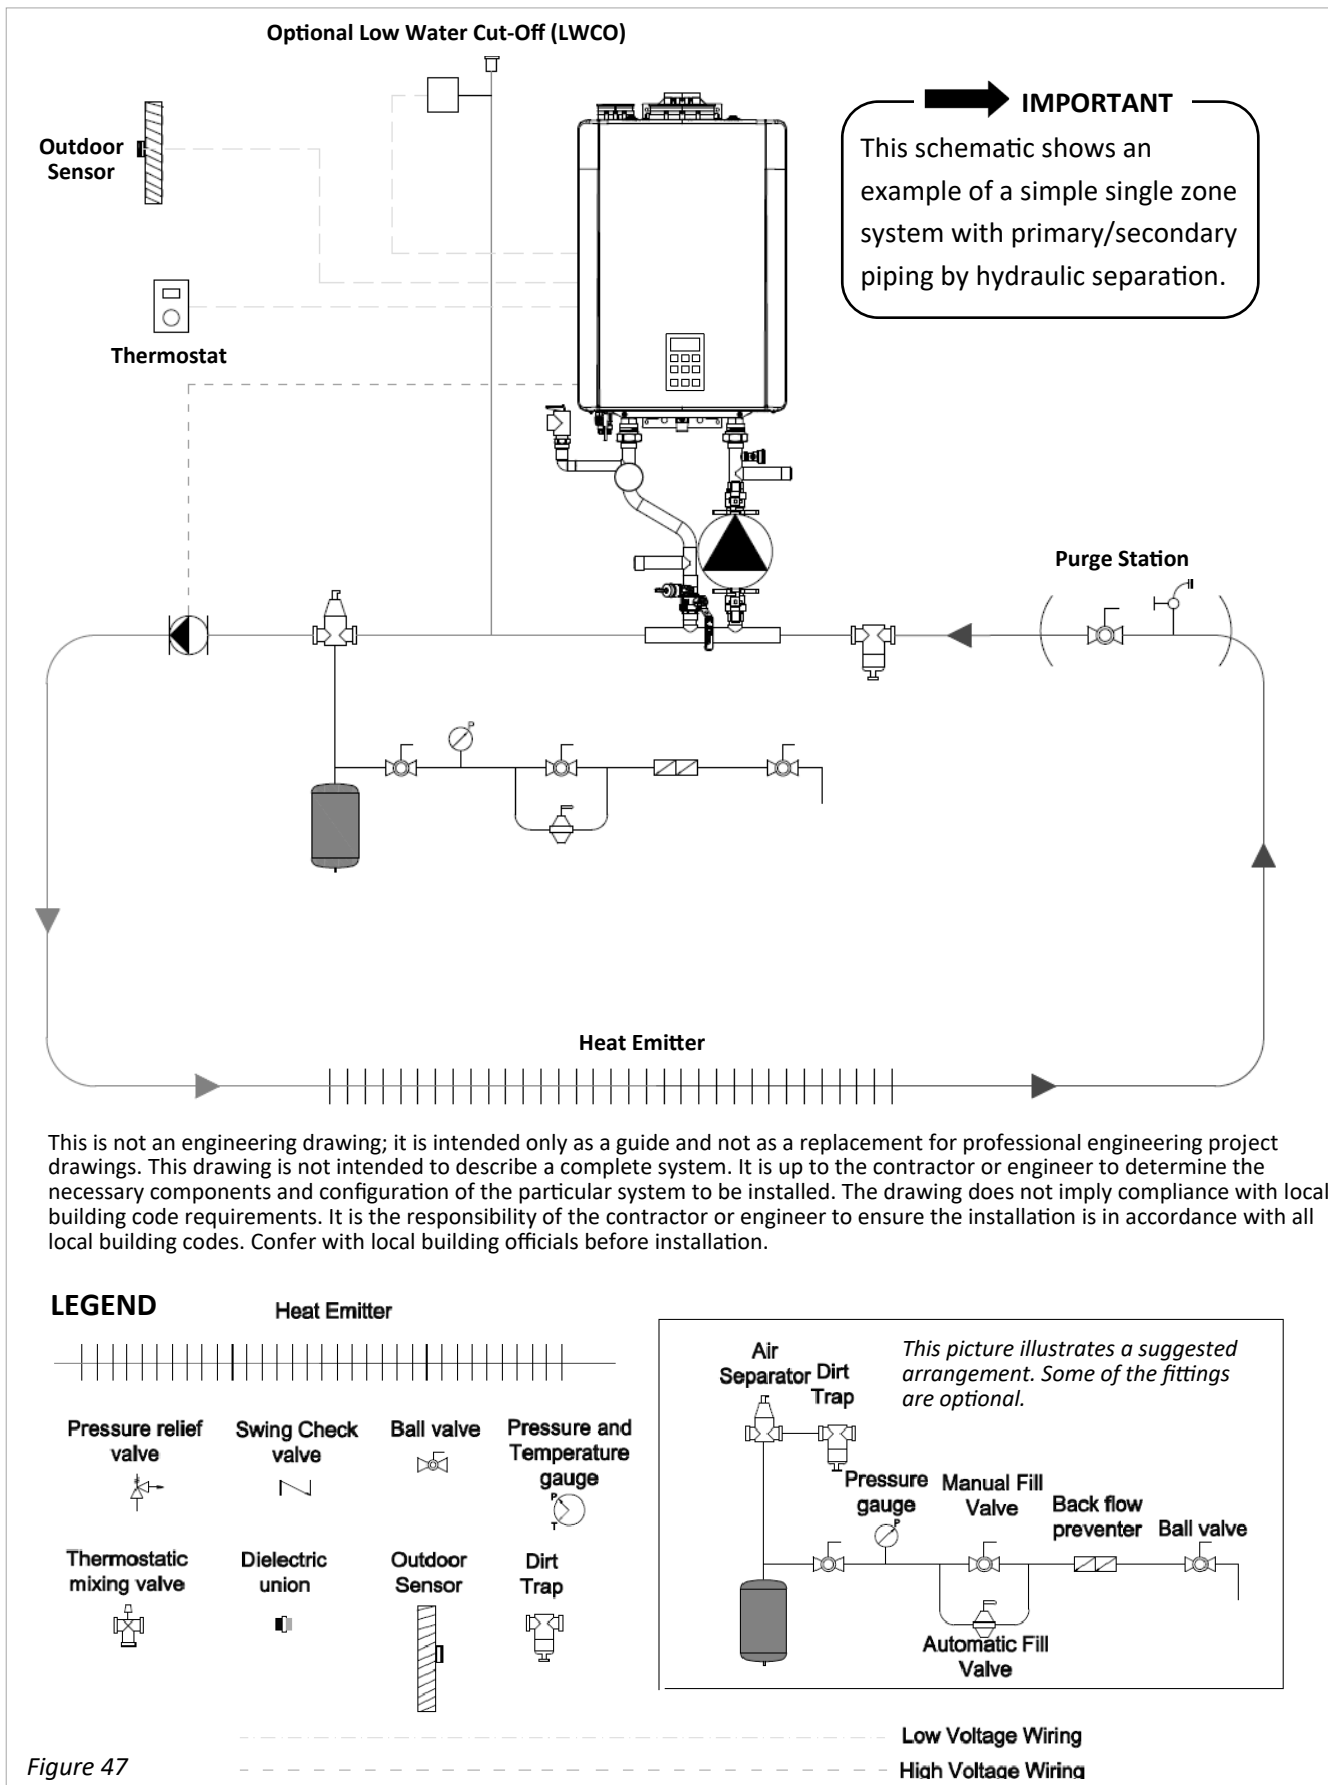 Optional Low Water Cut-Off (LWCO)
IMPORTANT
This schematic shows an
example of a simple single zone
system with primary/secondary
piping by hydraulic separation.
Outdoor
Sensor
Thermostat
Purge Station
P
Heat Emitter
This is not an engineering drawing; it is intended only as a guide and not as a replacement for professional engineering project
drawings. This drawing is not intended to describe a complete system. It is up to the contractor or engineer to determine the
necessary components and configuration of the particular system to be installed. The drawing does not imply compliance with local
building code requirements. It is the responsibility of the contractor or engineer to ensure the installation is in accordance with all
local building codes. Confer with local building officials before installation.
LEGEND
Heat Emitter
Pressure relief
valve
Swing Check
valve
Ball valve
Pressure and
Temperature
gauge
P
T
Thermostatic
mixing valve
Dielectric
union
Outdoor
Sensor
Dirt
Trap
Air
Separator
Dirt
Trap
This picture illustrates a suggested
arrangement. Some of the fittings
are optional.
Pressure
gauge
P
Manual Fill
Valve
Back flow
preventer
Ball valve
Automatic Fill
Valve
Low Voltage Wiring
High Voltage Wiring
Figure 47